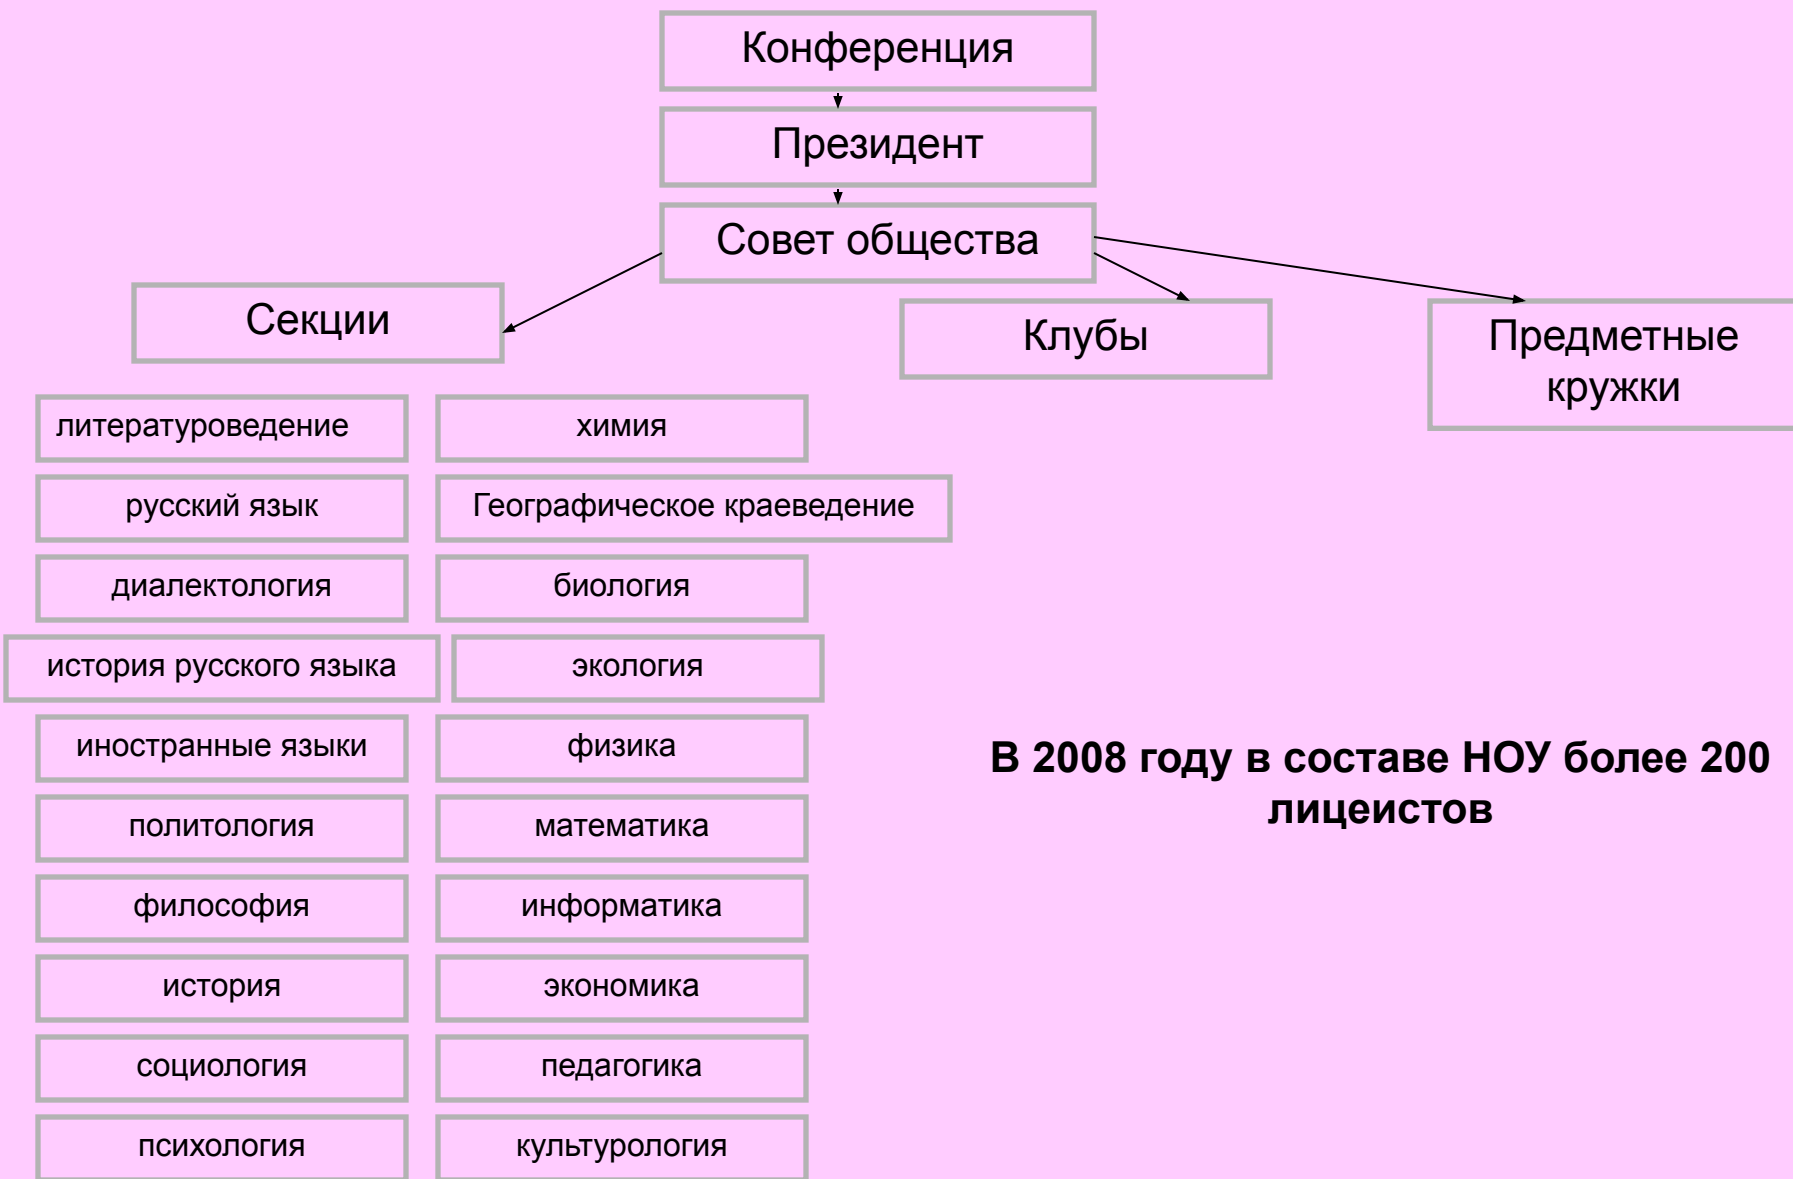 Конференция
Президент
Совет общества
Секции
Клубы
Предметные
кружки
литературоведение
химия
русский язык
Географическое краеведение
диалектология
биология
история русского языка
экология
иностранные языки
физика
В 2008 году в составе НОУ более 200
лицеистов
политология
математика
философия
информатика
история
экономика
социология
педагогика
психология
культурология